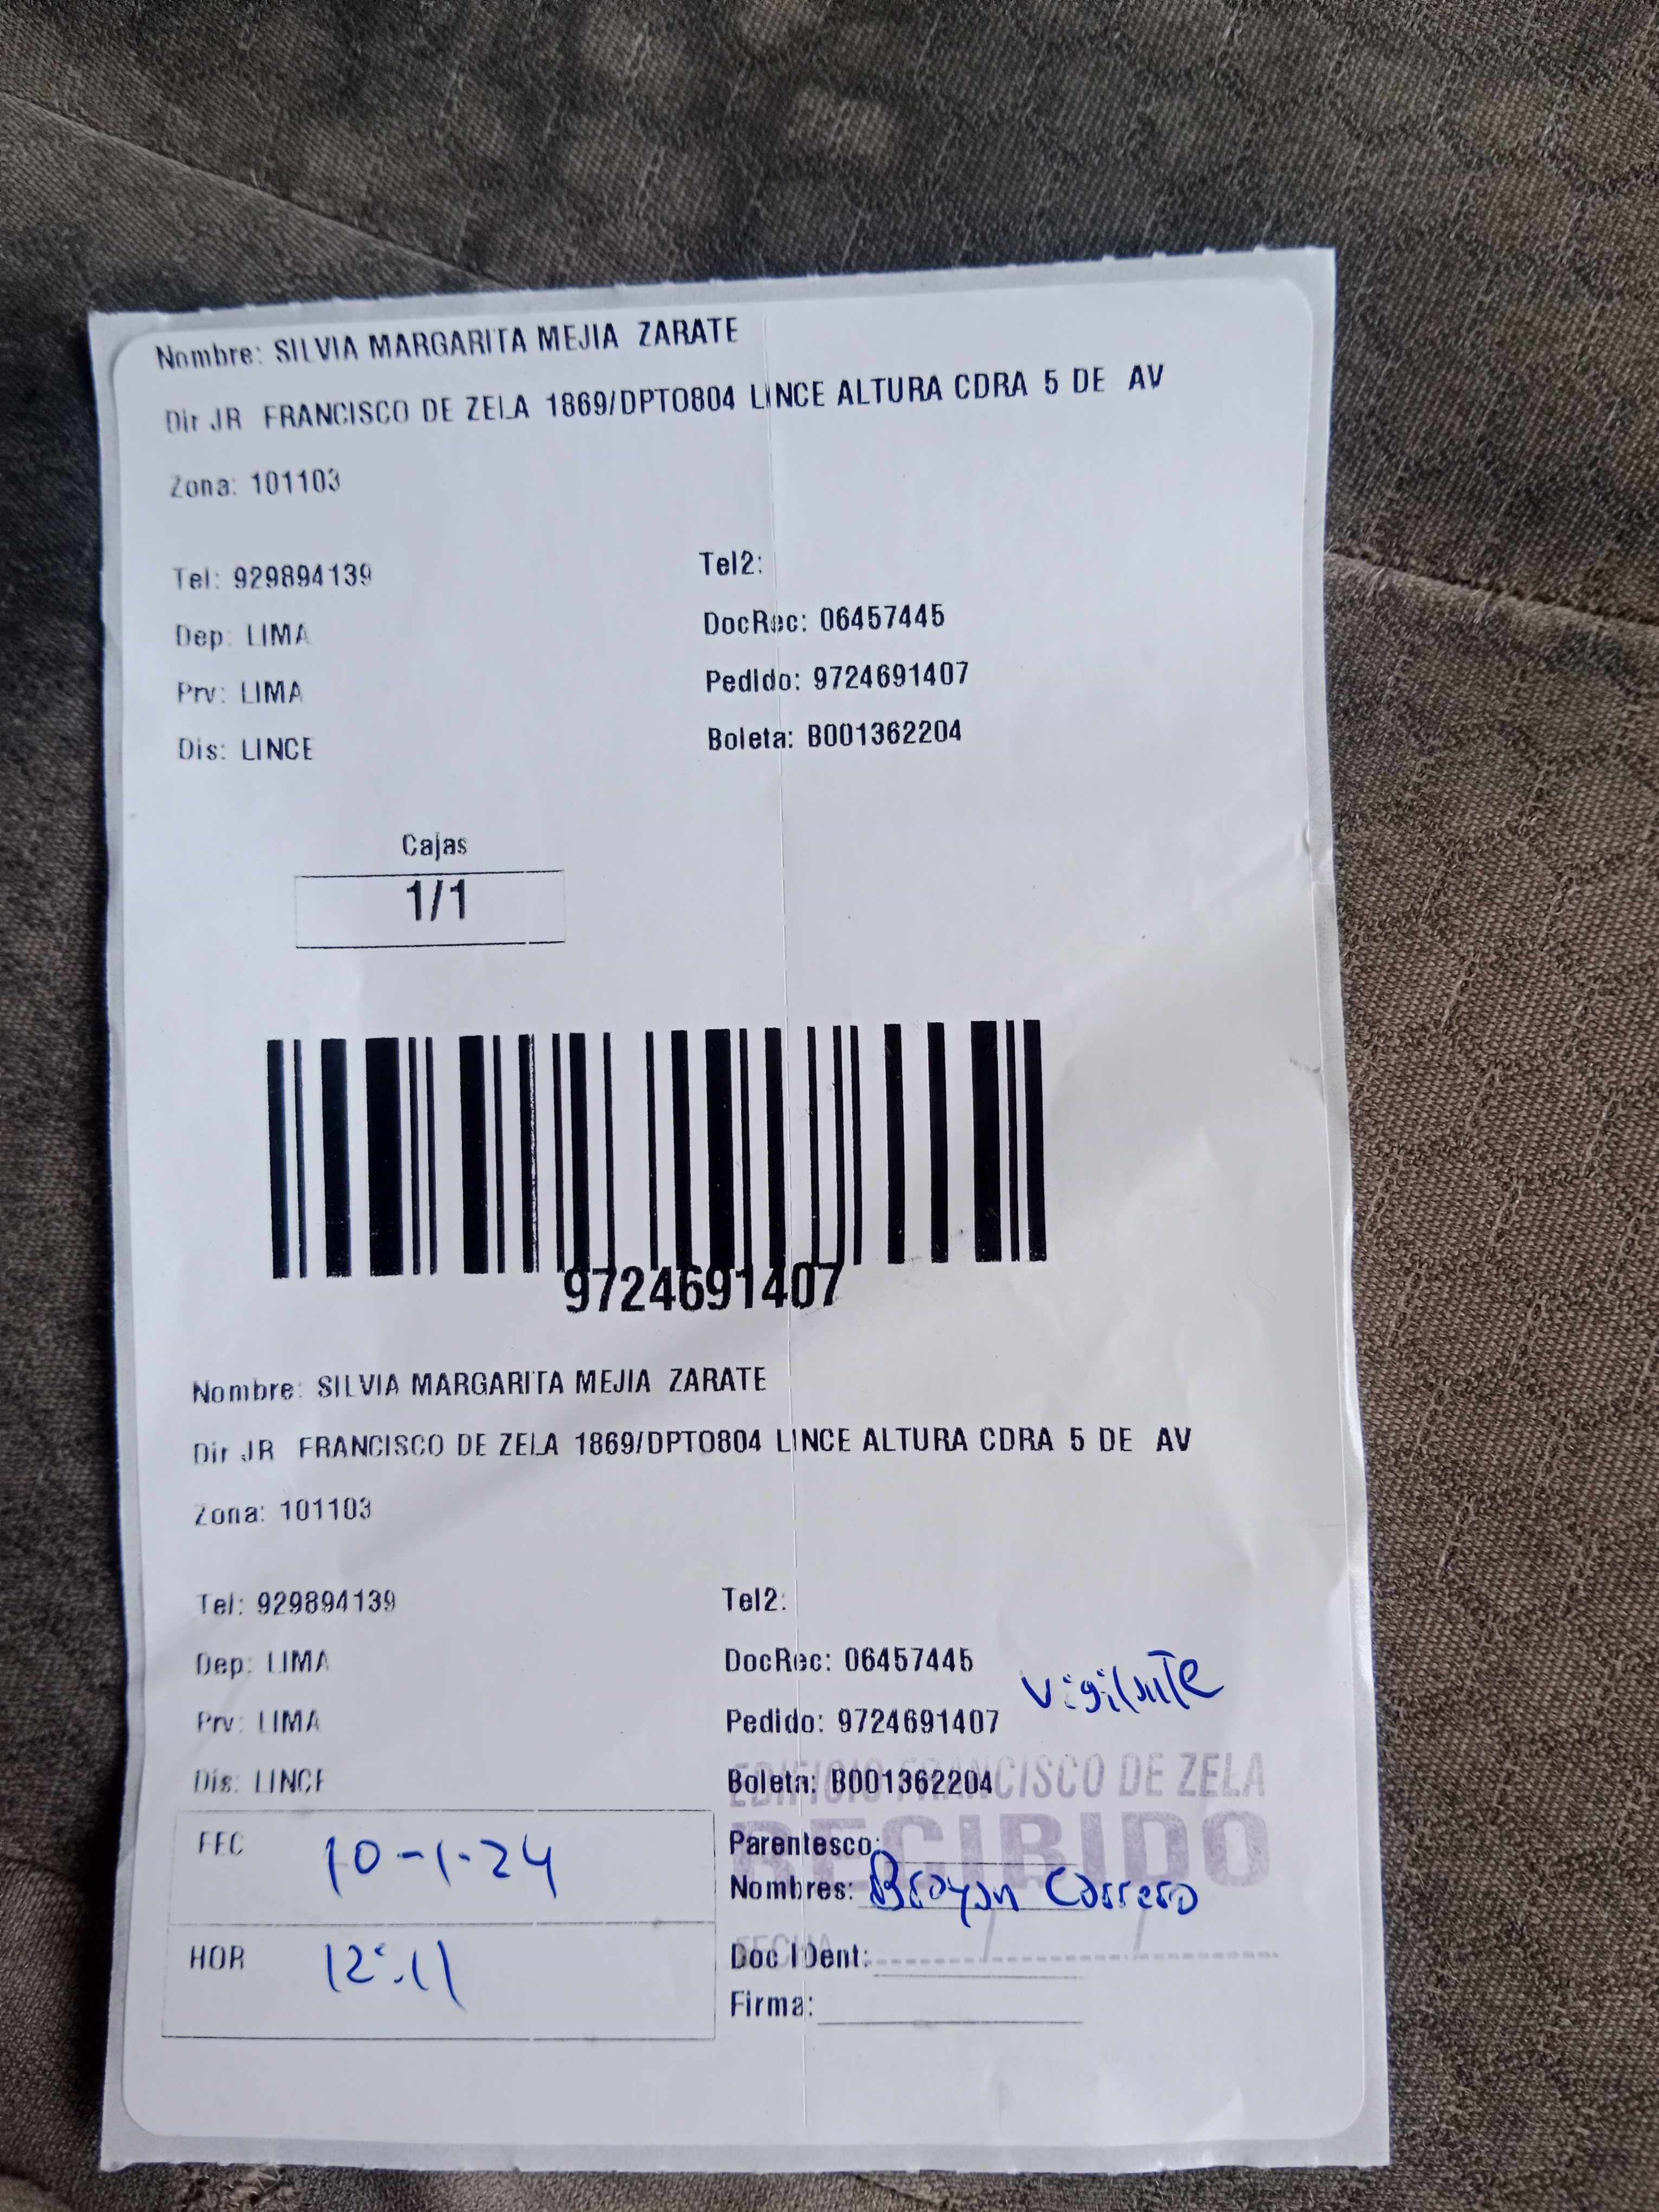 Nombre: SILVIA MARGARITA MEJIA ZARATE
Dir JR FRANCISCO DE ZELA 1869/DPTO804 LINCE ALTURA CDRA 5 DE AV
Zona: 101103
Tel: 929894139 Tel2:
Dep: LIMA DocRec: 06457445
Prv: LIMA Pedido: 9724691407
Dis: LINCE Boleta: B001362204
Cajas
1/1
9724691407
Nombre: SILVIA MARGARITA MEJIA ZARATE
Dir JR FRANCISCO DE ZELA 1869/DPTO804 LINCE ALTURA CDRA 5 DE AV
Zona: 101103
Tel: 929894139 Tel2:
Dep: LIMA DocRec: 06457445
vigilante
Prv: LIMA Pedido: 9724691407
EDIFICIO FRANCISCO DE ZELA
Dis: LINCE Boleta: B001362204
RECIBIDO
FEC 10-1-24 Parentesco:
Nombres: Brayan Carrero
FECHA
HOR 12:11 Doc IDent:
Firma: